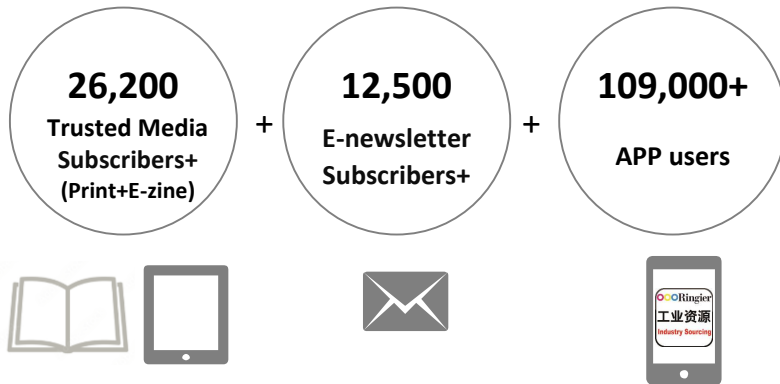 26,200
Trusted Media
Subscribers+
(Print+E-zine)
+
12,500
E-newsletter
Subscribers+
+
109,000+
APP users
Ringier
工业资源
Industry Sourcing